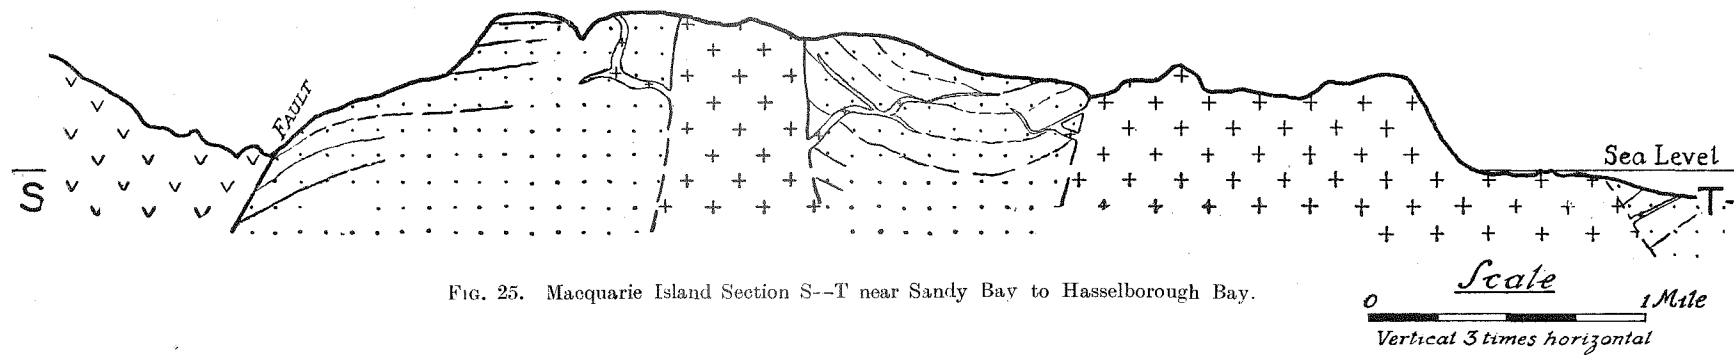 FAULT
Sea Level
S
T
FIG. 25. Macquarie Island Section S--T near Sandy Bay to Hasselborough Bay.
Scale
0 1 Mile
Vertical 3 times horizontal